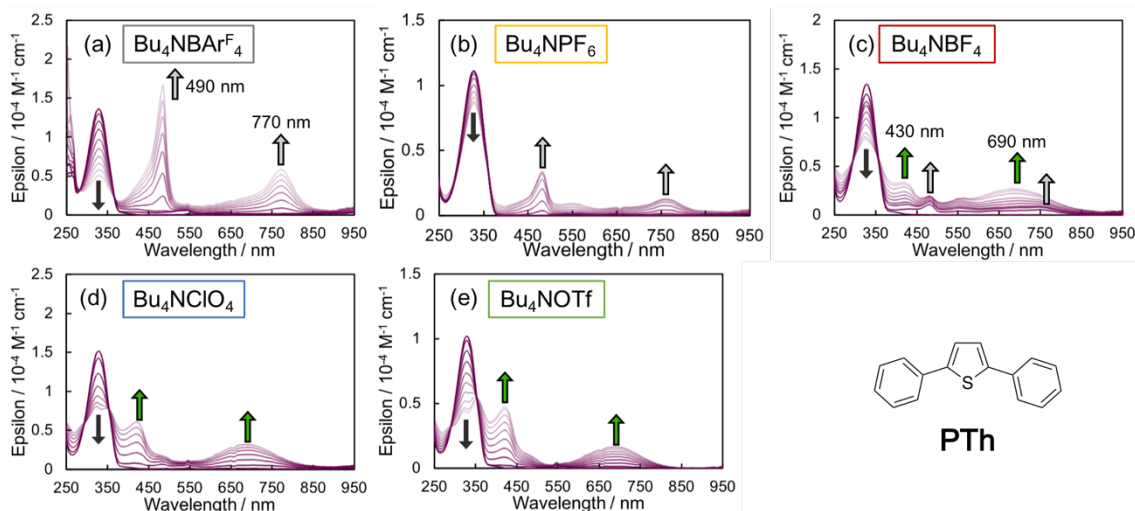 (a) Bu₄NBArᶠ₄
2.5
2
1.5
1
0.5
0
Epsilon / 10⁻⁴ M⁻¹ cm⁻¹
490 nm
770 nm
250 350 450 550 650 750 850 950
Wavelength / nm
(b) Bu₄NPF₆
1.5
1
0.5
0
Epsilon / 10⁻⁴ M⁻¹ cm⁻¹
250 350 450 550 650 750 850 950
Wavelength / nm
(c) Bu₄NBF₄
2
1.5
1
0.5
0
Epsilon / 10⁻⁴ M⁻¹ cm⁻¹
430 nm
690 nm
250 350 450 550 650 750 850 950
Wavelength / nm
(d) Bu₄NClO₄
2.5
2
1.5
1
0.5
0
Epsilon / 10⁻⁴ M⁻¹ cm⁻¹
250 350 450 550 650 750 850 950
Wavelength / nm
(e) Bu₄NOTf
1.5
1
0.5
0
Epsilon / 10⁻⁴ M⁻¹ cm⁻¹
250 350 450 550 650 750 850 950
Wavelength / nm
S
PTh